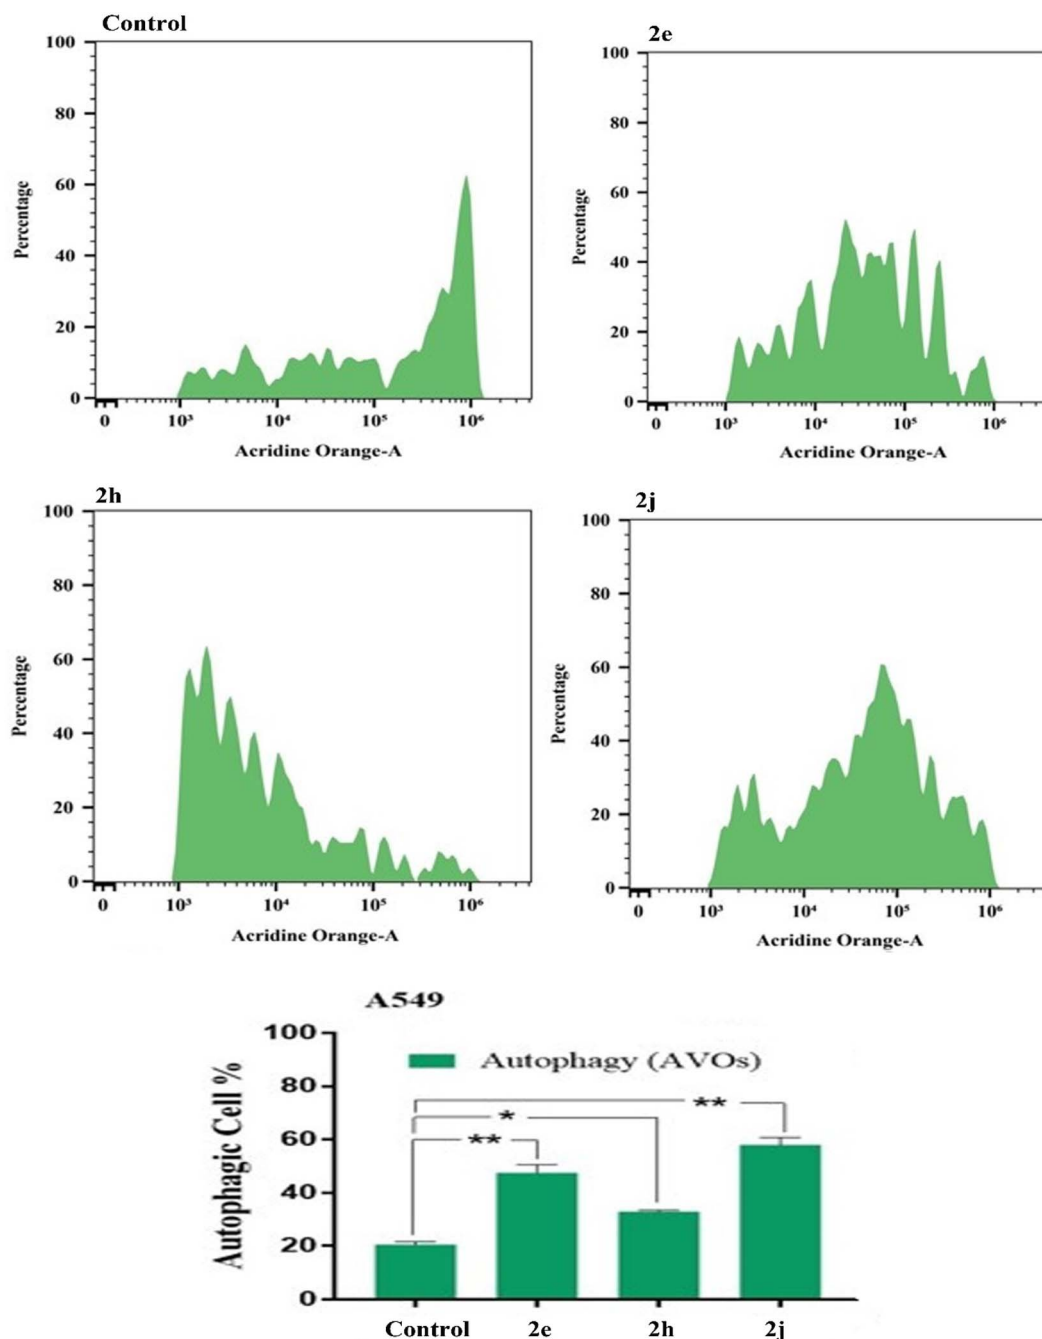 Control
100
80
60
40
20
0
Percentage
0 10³ 10⁴ 10⁵ 10⁶
Acridine Orange-A
2e
100
80
60
40
20
0
Percentage
0 10³ 10⁴ 10⁵ 10⁶
Acridine Orange-A
2h
100
80
60
40
20
0
Percentage
0 10³ 10⁴ 10⁵ 10⁶
Acridine Orange-A
2j
100
80
60
40
20
0
Percentage
0 10³ 10⁴ 10⁵ 10⁶
Acridine Orange-A
A549
100
80
60
40
20
0
Autophagic Cell %
Autophagy (AVOs)
**
*
**
Control 2e 2h 2j